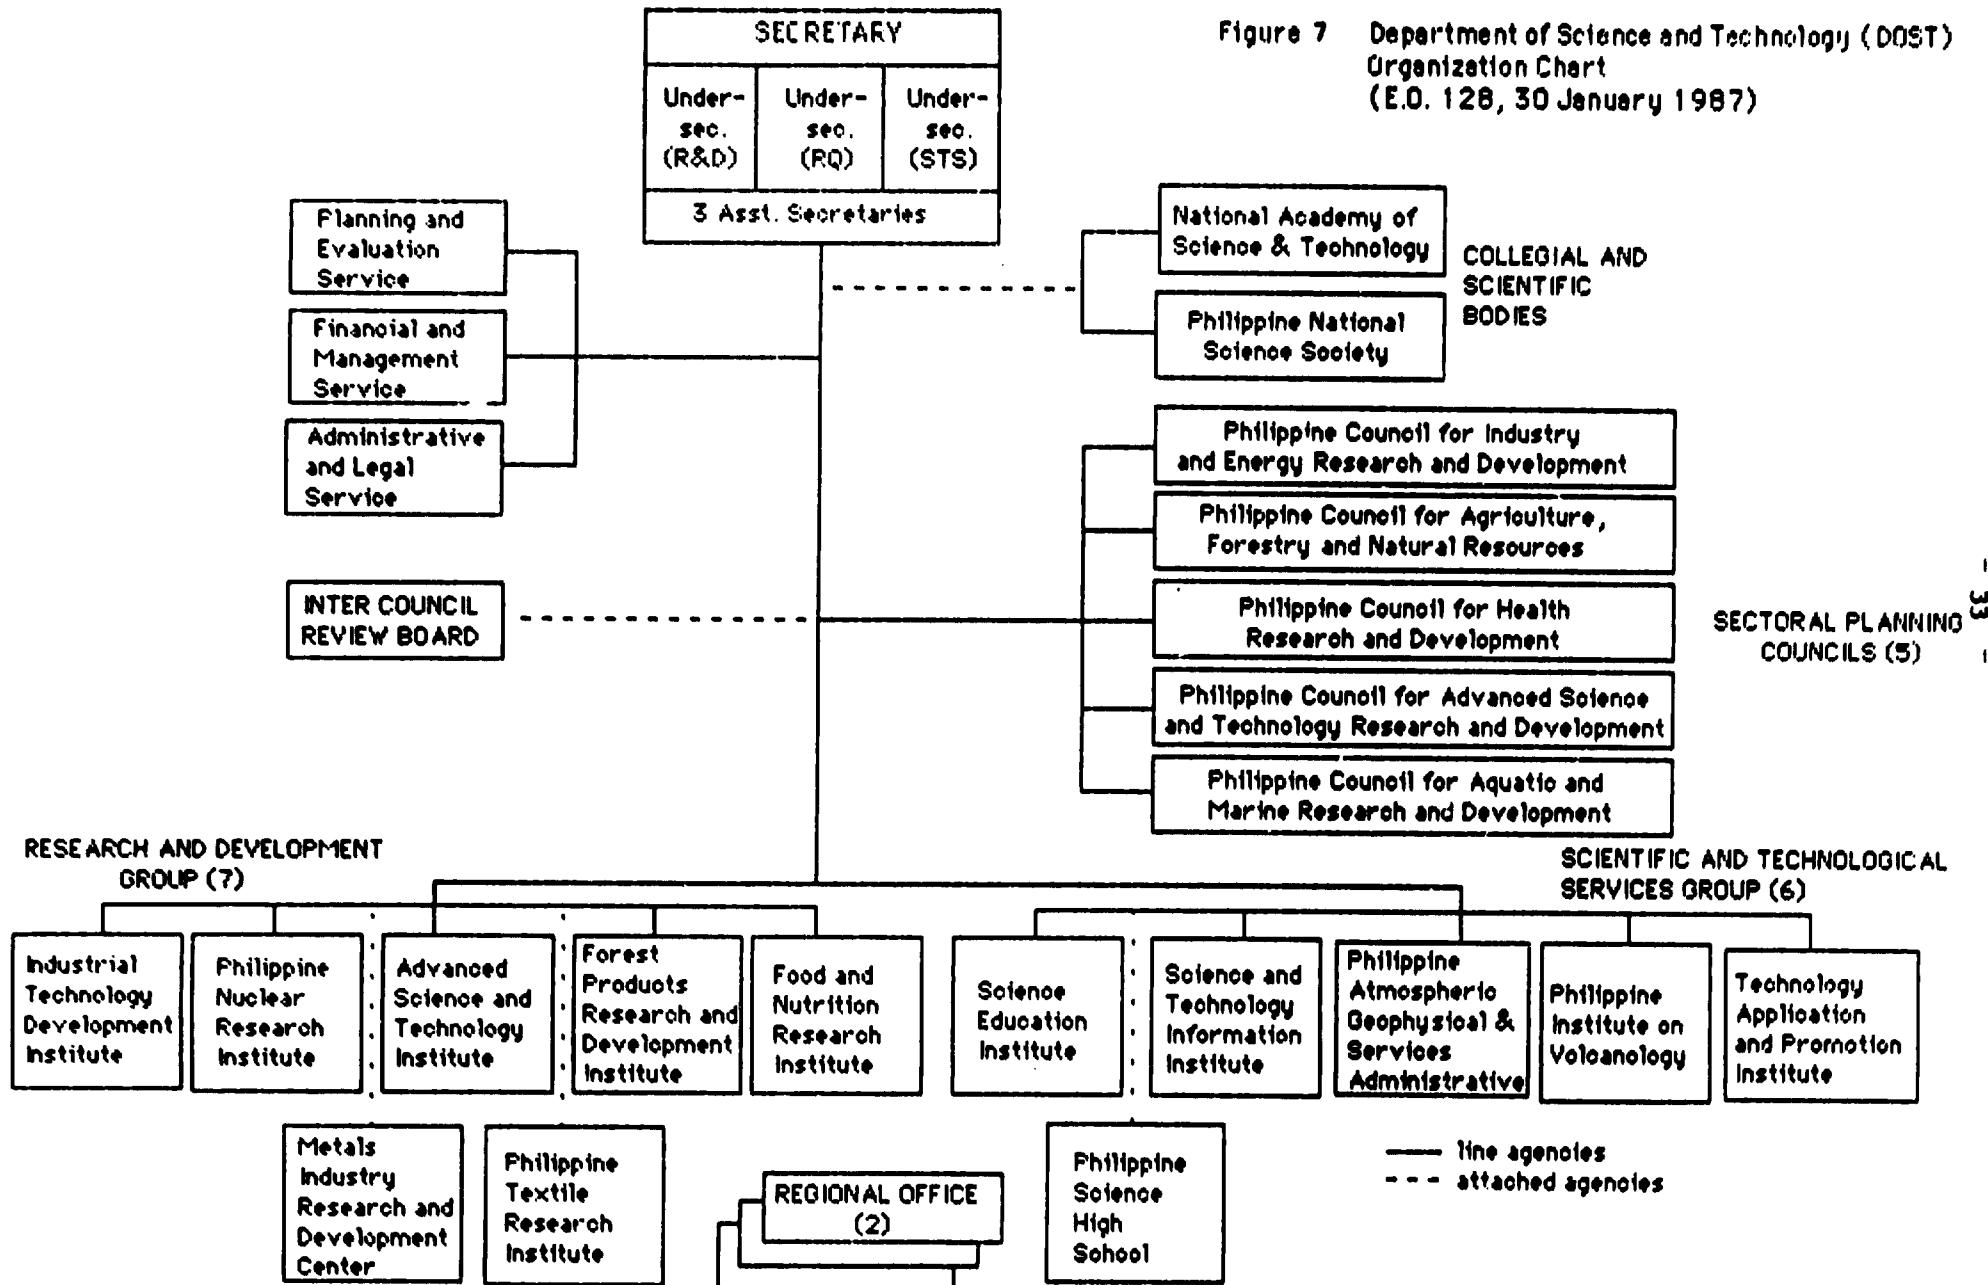 Figure 7 Department of Science and Technology (DOST)
Organization Chart
(E.O. 128, 30 January 1987)
SECRETARY
Under-
sec.
(R&D)
Under-
sec.
(RO)
Under-
sec.
(STS)
3 Asst. Secretaries
Planning and
Evaluation
Service
Financial and
Management
Service
Administrative
and Legal
Service
National Academy of
Science & Technology
Philippine National
Science Society
COLLEGIAL AND
SCIENTIFIC
BODIES
Philippine Council for Industry
and Energy Research and Development
Philippine Council for Agriculture,
Forestry and Natural Resources
Philippine Council for Health
Research and Development
Philippine Council for Advanced Science
and Technology Research and Development
Philippine Council for Aquatic and
Marine Research and Development
SECTORAL PLANNING
COUNCILS (5)
- 33 -
INTER COUNCIL
REVIEW BOARD
RESEARCH AND DEVELOPMENT
GROUP (7)
Industrial
Technology
Development
Institute
Philippine
Nuclear
Research
Institute
Advanced
Science and
Technology
Institute
Forest
Products
Research and
Development
Institute
Food and
Nutrition
Research
Institute
Metals
Industry
Research and
Development
Center
Philippine
Textile
Research
Institute
SCIENTIFIC AND TECHNOLOGICAL
SERVICES GROUP (6)
Science
Education
Institute
Science and
Technology
Information
Institute
Philippine
Atmospheric
Geophysical &
Services
Administrative
Philippine
Institute on
Volcanology
Technology
Application
and Promotion
Institute
Philippine
Science
High
School
REGIONAL OFFICE
(2)
line agencies
attached agencies